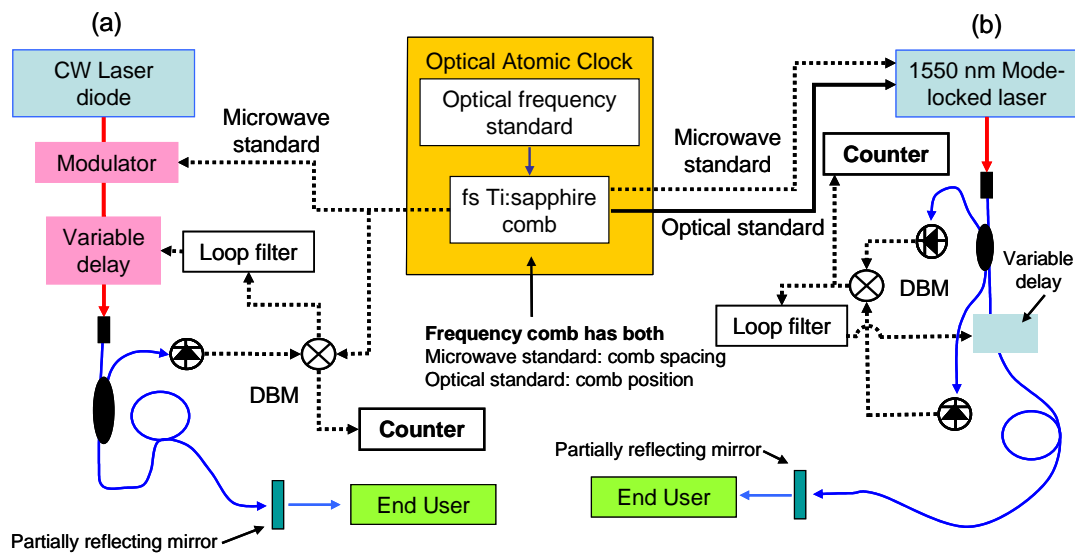 (a)
CW Laser
diode
Modulator
Variable
delay
Loop filter
Microwave
standard
DBM
Counter
End User
Partially reflecting mirror
Optical Atomic Clock
Optical frequency
standard
fs Ti:sapphire
comb
Frequency comb has both
Microwave standard: comb spacing
Optical standard: comb position
Microwave
standard
Optical standard
(b)
1550 nm Mode-
locked laser
Counter
DBM
Variable
delay
Loop filter
Partially reflecting mirror
End User